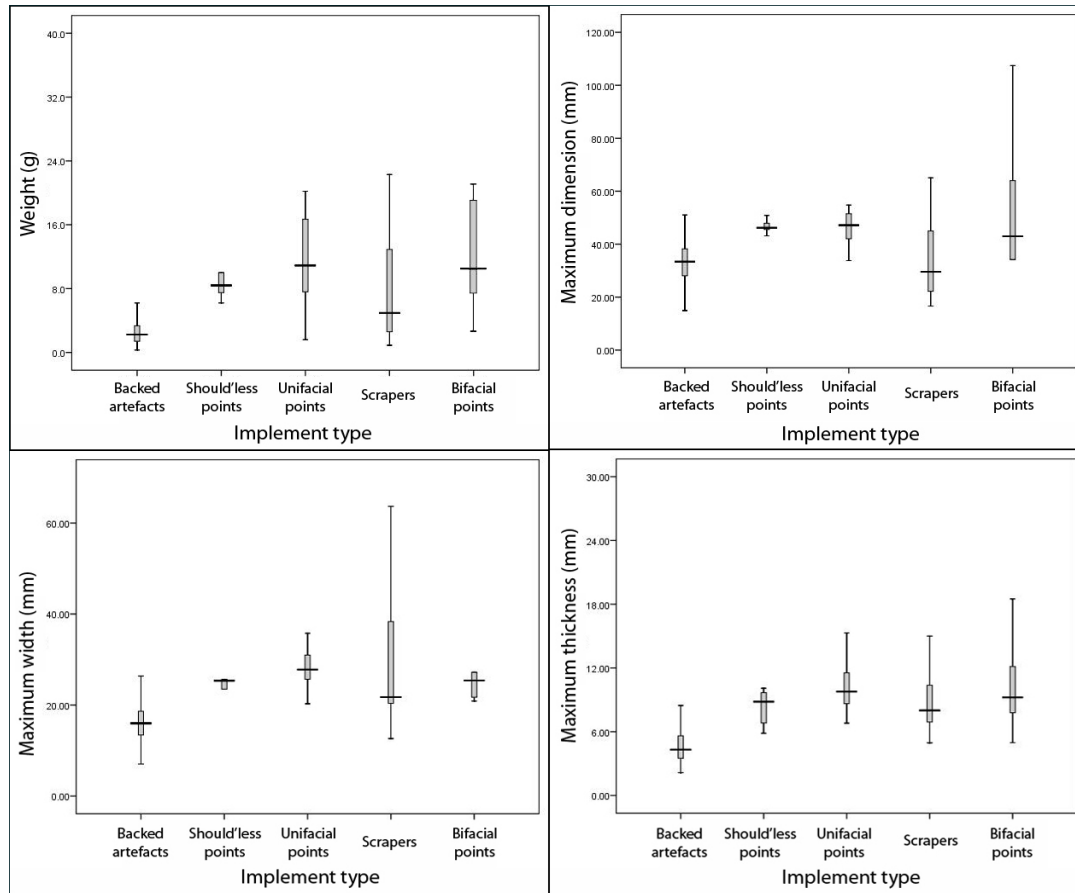 Weight (g)
40.0
32.0
24.0
16.0
8.0
0.0
Backed artefacts
Should'less points
Unifacial points
Scrapers
Bifacial points
Implement type
Maximum dimension (mm)
120.00
100.00
80.00
60.00
40.00
20.00
00.00
Backed artefacts
Should'less points
Unifacial points
Scrapers
Bifacial points
Implement type
Maximum width (mm)
60.00
40.00
20.00
00.00
Backed artefacts
Should'less points
Unifacial points
Scrapers
Bifacial points
Implement type
Maximum thickness (mm)
30.00
24.00
18.00
12.00
6.00
0.00
Backed artefacts
Should'less points
Unifacial points
Scrapers
Bifacial points
Implement type